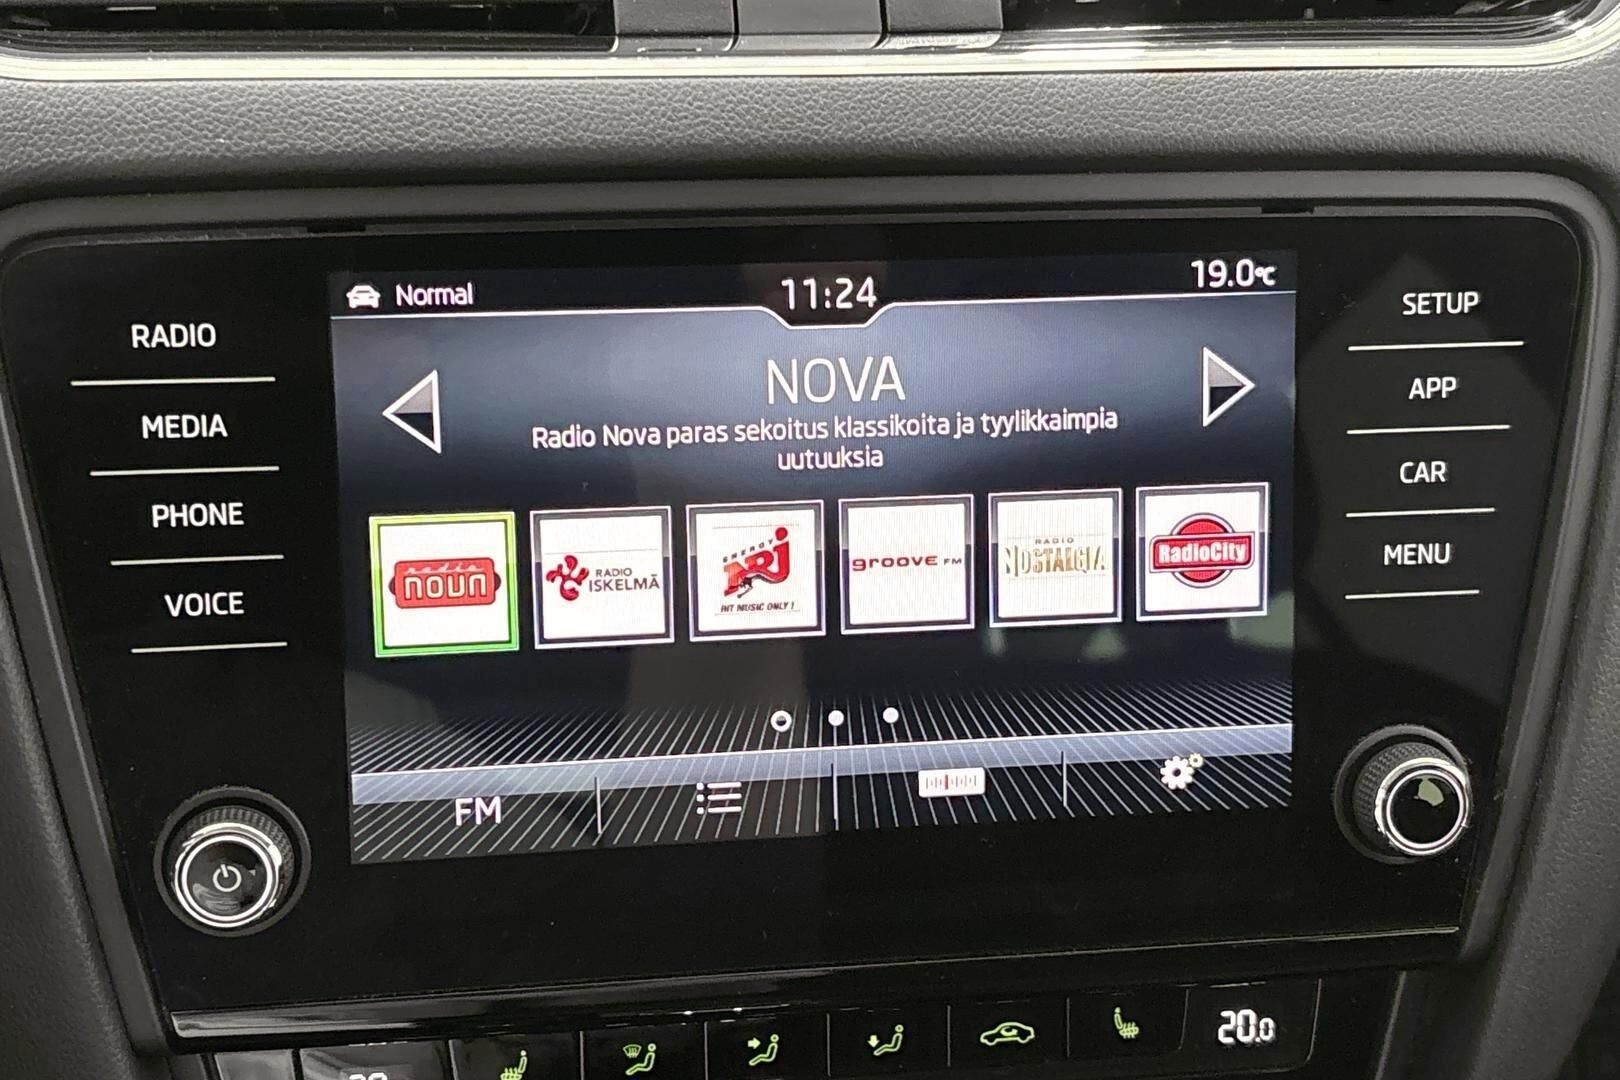 Normal
11:24
19.0°C
RADIO
MEDIA
PHONE
VOICE
NOVA
Radio Nova paras sekoitus klassikoita ja tyylikkaimpia
uutuuksia
radio
nova
RADIO
ISKELMÄ
ENERGY
NRJ
HIT MUSIC ONLY!
groove FM
RADIO
NOSTALGIA
RadioCity
FM
SETUP
APP
CAR
MENU
20.0